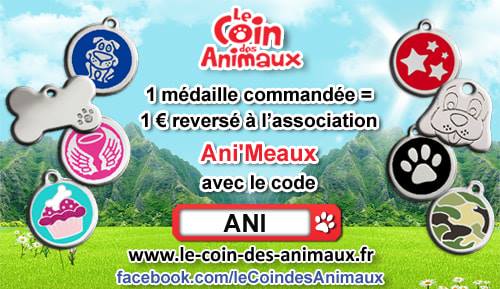 Le
Coin
des
Animaux
1 médaille commandée =
1 € reversé à l'association
Ani'Meaux
avec le code
ANI
www.le-coin-des-animaux.fr
facebook.com/leCoindesAnimaux